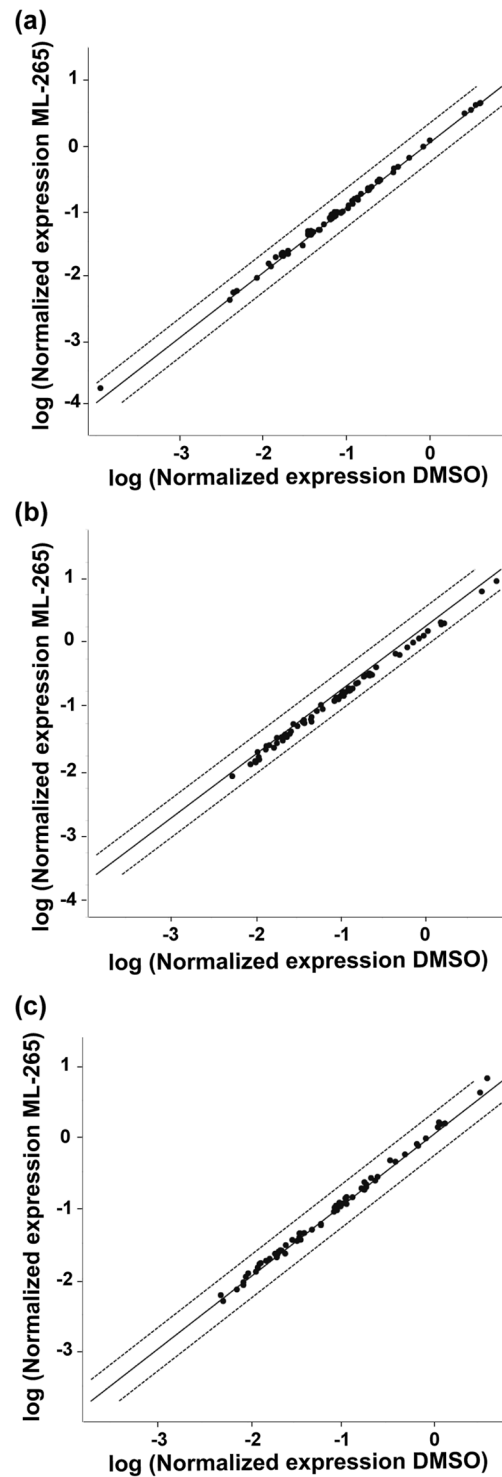 (a)
log (Normalized expression ML-265)
1
0
-1
-2
-3
-4
-3 -2 -1 0
log (Normalized expression DMSO)
(b)
log (Normalized expression ML-265)
1
0
-1
-2
-3
-4
-3 -2 -1 0
log (Normalized expression DMSO)
(c)
log (Normalized expression ML-265)
1
0
-1
-2
-3
-3 -2 -1 0
log (Normalized expression DMSO)